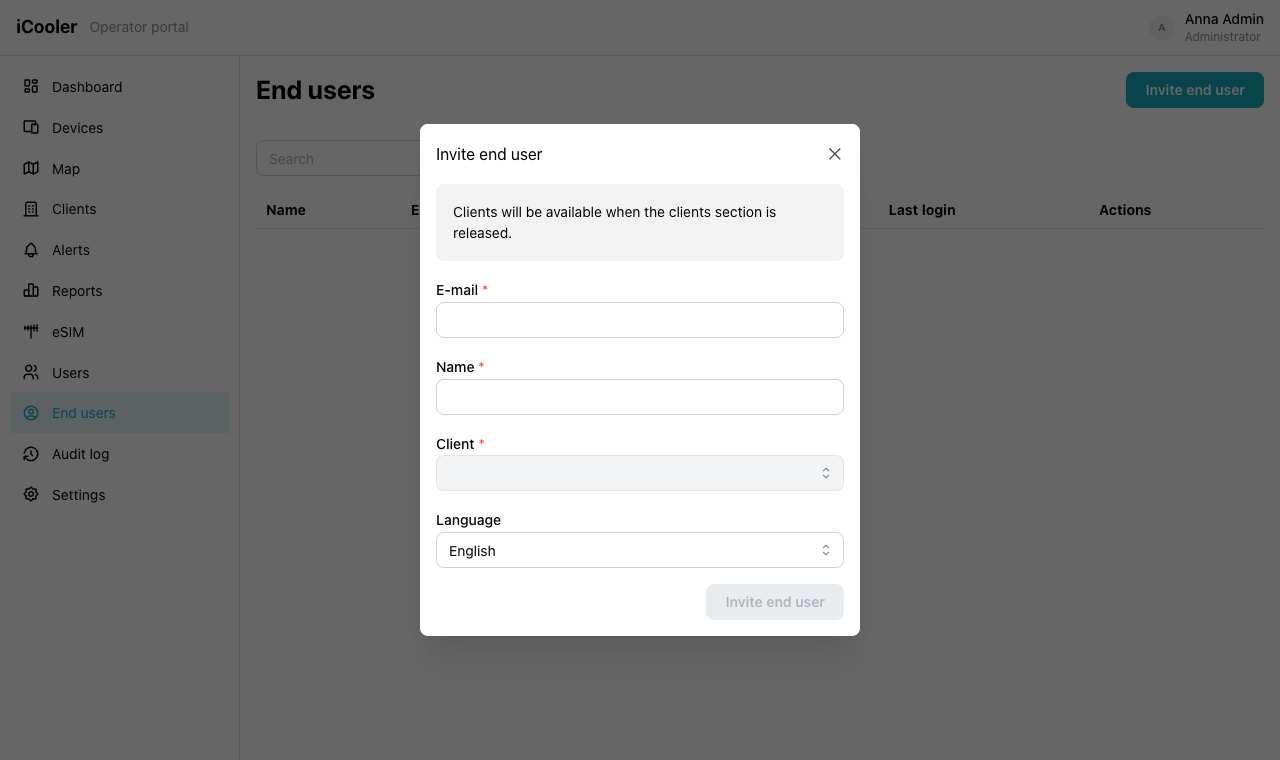 iCooler Operator portal
A
Anna Admin
Administrator
Dashboard
Devices
Map
Clients
Alerts
Reports
eSIM
Users
End users
Audit log
Settings
End users
Invite end user
Search
Name
E
Last login
Actions
Invite end user
Clients will be available when the clients section is
released.
E-mail *
Name *
Client *
Language
English
Invite end user